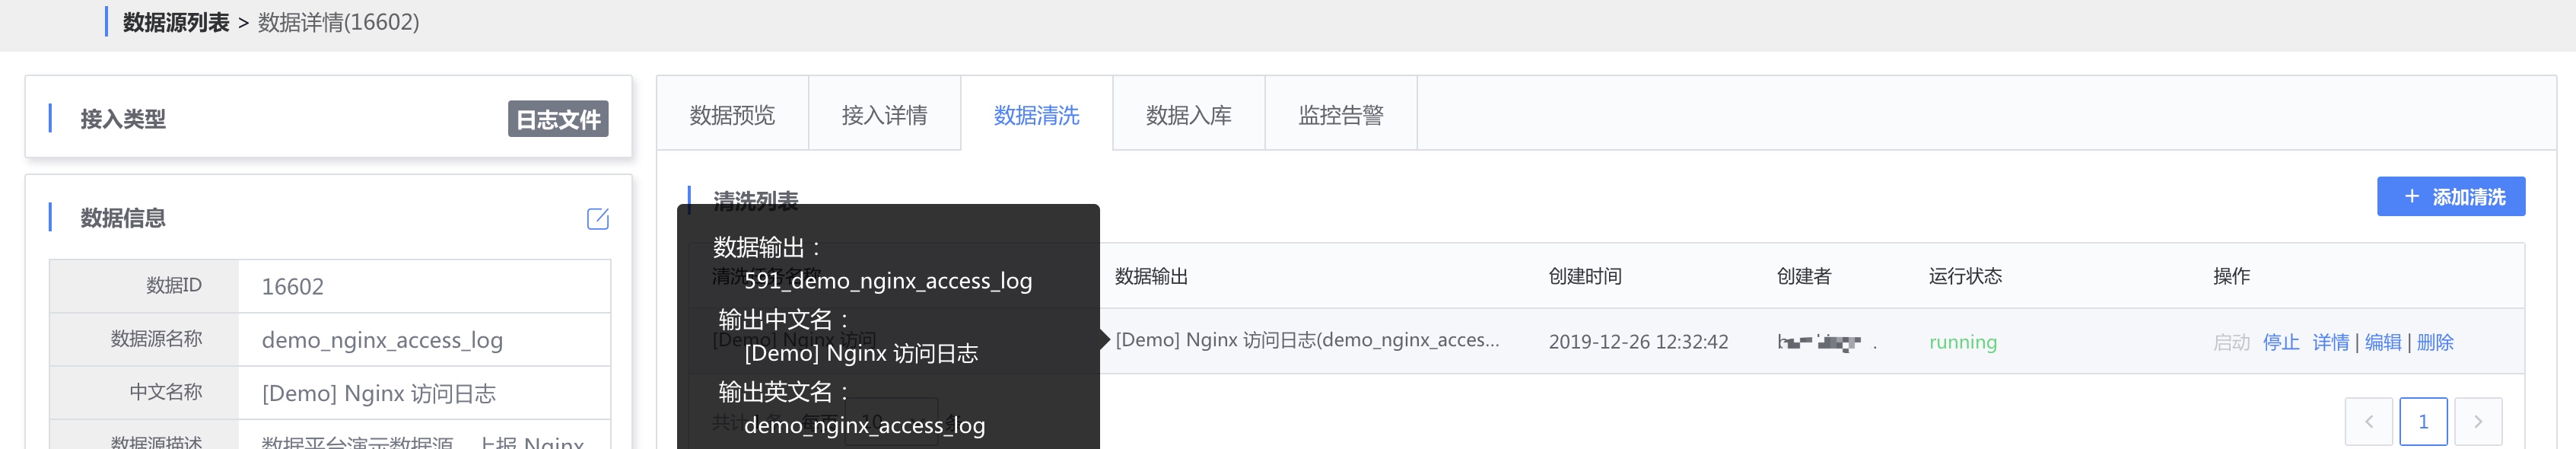 数据源列表 > 数据详情(16602)
接入类型
日志文件
数据信息
数据ID
16602
数据源名称
demo_nginx_access_log
中文名称
[Demo] Nginx 访问日志
数据源描述
数据平台演示数据源，上报 Nginx
数据预览
接入详情
数据清洗
数据入库
监控告警
清洗列表
+ 添加清洗
清洗任务名称
数据输出
创建时间
创建者
运行状态
操作
[Demo] Nginx 访问
[Demo] Nginx 访问日志(demo_nginx_acces...
2019-12-26 12:32:42
running
启动 停止 详情 | 编辑 | 删除
数据输出：
591_demo_nginx_access_log
输出中文名：
[Demo] Nginx 访问日志
输出英文名：
demo_nginx_access_log
共计 条 每页 10 条
< 1 >